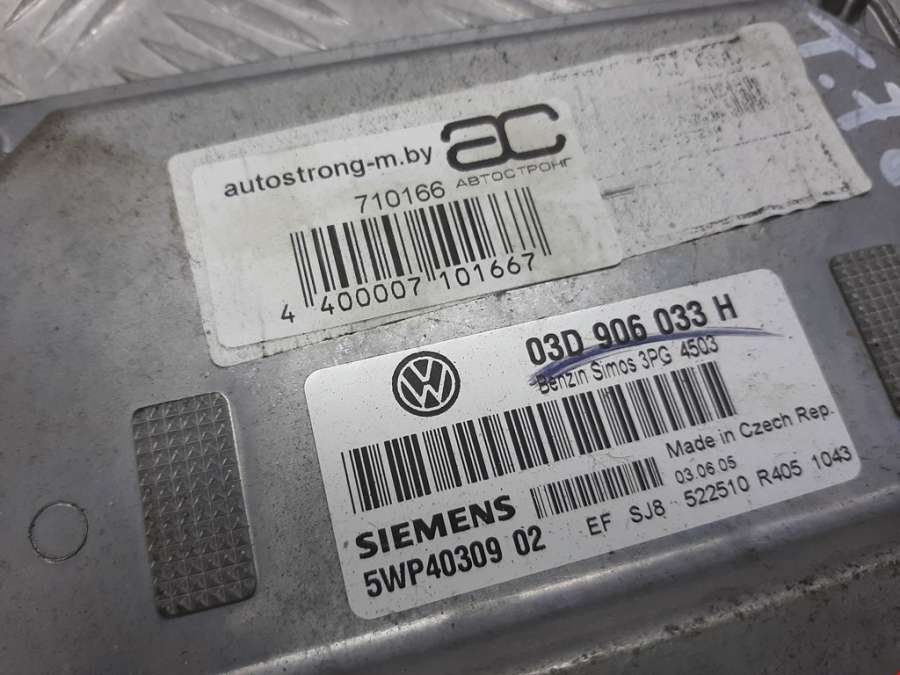 autostrong-m.by
ac
АВТОСТРОНГ
710166
4 400007 101667
03D 906 033 H
Benzin Simos 3PG 4503
Made in Czech Rep.
03.06.05
SIEMENS
5WP40309 02
EF SJ8 522510 R405 1043